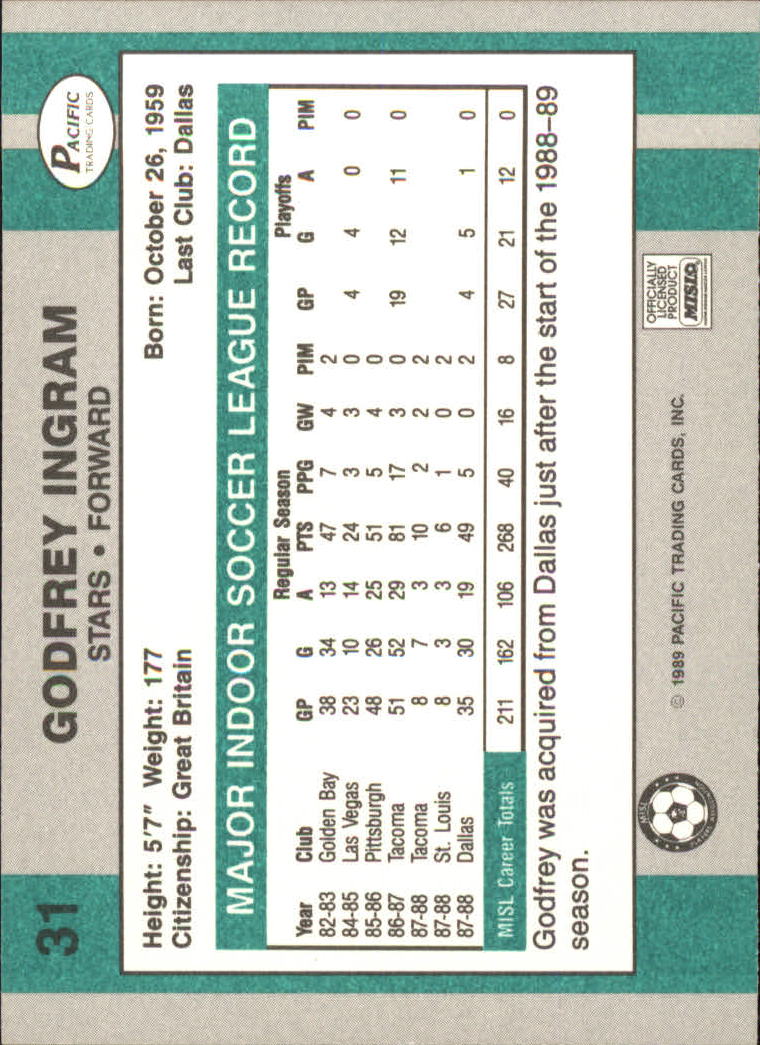 31
GODFREY INGRAM
STARS • FORWARD
PACIFIC
TRADING CARDS
Height: 5'7" Weight: 177 Born: October 26, 1959
Citizenship: Great Britain Last Club: Dallas
MAJOR INDOOR SOCCER LEAGUE RECORD
Regular Season Playoffs
Year Club GP G A PTS PPG GW PIM GP G A PIM
82-83 Golden Bay 38 34 13 47 7 4 2
84-85 Las Vegas 23 10 14 24 3 3 0 4 4 0 0
85-86 Pittsburgh 48 26 25 51 5 4 0
86-87 Tacoma 51 52 29 81 17 3 0 19 12 11 0
87-88 Tacoma 8 7 3 10 2 2 2
87-88 St. Louis 8 3 3 6 1 0 2
87-88 Dallas 35 30 19 49 5 0 2 4 5 1 0
MISL Career Totals 211 162 106 268 40 16 8 27 21 12 0
Godfrey was acquired from Dallas just after the start of the 1988–89
season.
MISL
© 1989 PACIFIC TRADING CARDS, INC.
OFFICIALLY
LICENSED
PRODUCT
MISL